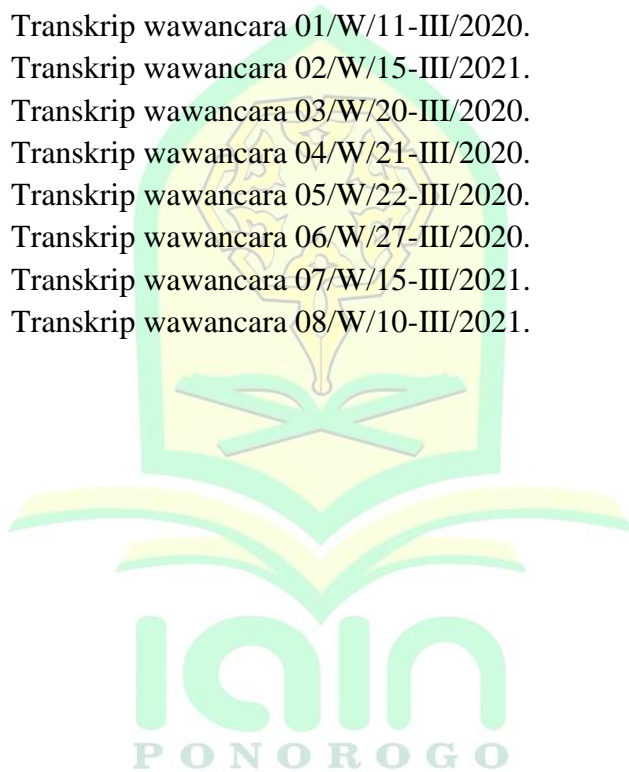 Transkrip wawancara 01/W/11-III/2020.
Transkrip wawancara 02/W/15-III/2021.
Transkrip wawancara 03/W/20-III/2020.
Transkrip wawancara 04/W/21-III/2020.
Transkrip wawancara 05/W/22-III/2020.
Transkrip wawancara 06/W/27-III/2020.
Transkrip wawancara 07/W/15-III/2021.
Transkrip wawancara 08/W/10-III/2021.
iain
PONOROGO